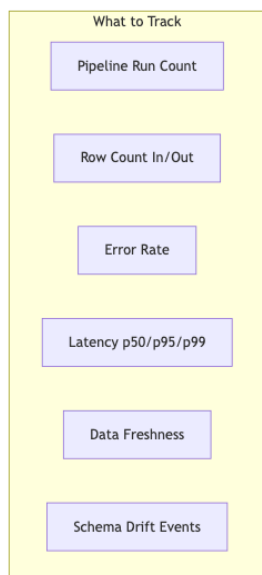 What to Track
Pipeline Run Count
Row Count In/Out
Error Rate
Latency p50/p95/p99
Data Freshness
Schema Drift Events